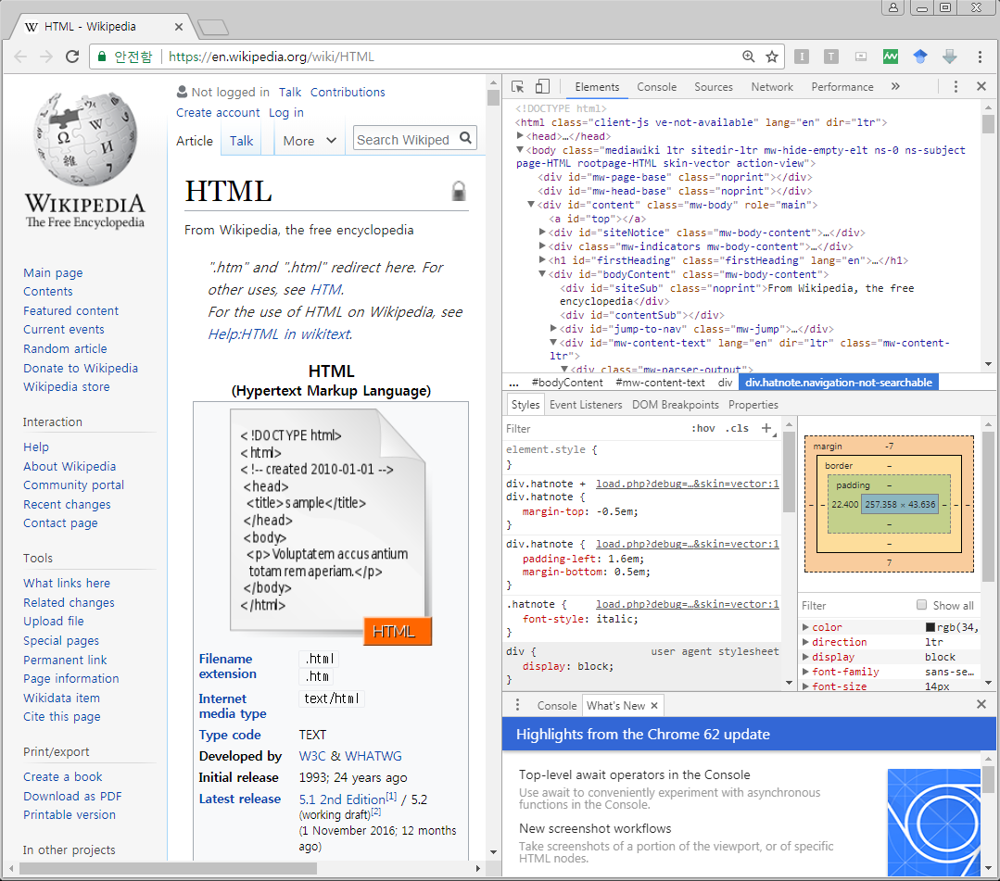 HTML - Wikipedia
안전함 https://en.wikipedia.org/wiki/HTML
WIKIPEDIA
The Free Encyclopedia
Main page
Contents
Featured content
Current events
Random article
Donate to Wikipedia
Wikipedia store
Interaction
Help
About Wikipedia
Community portal
Recent changes
Contact page
Tools
What links here
Related changes
Upload file
Special pages
Permanent link
Page information
Wikidata item
Cite this page
Print/export
Create a book
Download as PDF
Printable version
In other projects
Not logged in Talk Contributions
Create account Log in
Article Talk More Search Wikiped
HTML
From Wikipedia, the free encyclopedia
".htm" and ".html" redirect here. For
other uses, see HTM.
For the use of HTML on Wikipedia, see
Help:HTML in wikitext.
HTML
(Hypertext Markup Language)
< !DOCTYPE html>
< html>
< !-- created 2010-01-01 -->
<head>
<title>sample</title>
</head>
<body>
<p>Voluptatem accusantium
totam rem aperiam.</p>
</body>
</html>
HTML
Filename extension .html
.htm
Internet media type text/html
Type code TEXT
Developed by W3C & WHATWG
Initial release 1993; 24 years ago
Latest release 5.1 2nd Edition[1] / 5.2
(working draft)[2]
(1 November 2016; 12 months
ago)
Elements Console Sources Network Performance »
<!DOCTYPE html>
<html class="client-js ve-not-available" lang="en" dir="ltr">
<head>…</head>
<body class="mediawiki ltr sitedir-ltr mw-hide-empty-elt ns-0 ns-subject
page-HTML rootpage-HTML skin-vector action-view">
<div id="mw-page-base" class="noprint"></div>
<div id="mw-head-base" class="noprint"></div>
<div id="content" class="mw-body" role="main">
<a id="top"></a>
<div id="siteNotice" class="mw-body-content">…</div>
<div class="mw-indicators mw-body-content">…</div>
<h1 id="firstHeading" class="firstHeading" lang="en">…</h1>
<div id="bodyContent" class="mw-body-content">
<div id="siteSub" class="noprint">From Wikipedia, the free
encyclopedia</div>
<div id="contentSub"></div>
<div id="jump-to-nav" class="mw-jump">…</div>
<div id="mw-content-text" lang="en" dir="ltr" class="mw-content-
ltr">
<div class="mw-parser-output">
... #bodyContent #mw-content-text div div.hatnote.navigation-not-searchable
Styles Event Listeners DOM Breakpoints Properties
Filter :hov .cls +
element.style {
}
div.hatnote + load.php?debug=…&skin=vector:1
div.hatnote {
margin-top: -0.5em;
}
div.hatnote { load.php?debug=…&skin=vector:1
padding-left: 1.6em;
margin-bottom: 0.5em;
}
.hatnote { load.php?debug=…&skin=vector:1
font-style: italic;
}
div { user agent stylesheet
display: block;
}
margin -7
border –
padding –
– – 22.400 257.358 × 43.636 – – –
–
–
7
Filter Show all
color rgb(34,
direction ltr
display block
font-family sans-se…
font-size 14px
Console What's New ×
Highlights from the Chrome 62 update
Top-level await operators in the Console
Use await to conveniently experiment with asynchronous
functions in the Console.
New screenshot workflows
Take screenshots of a portion of the viewport, or of specific
HTML nodes.